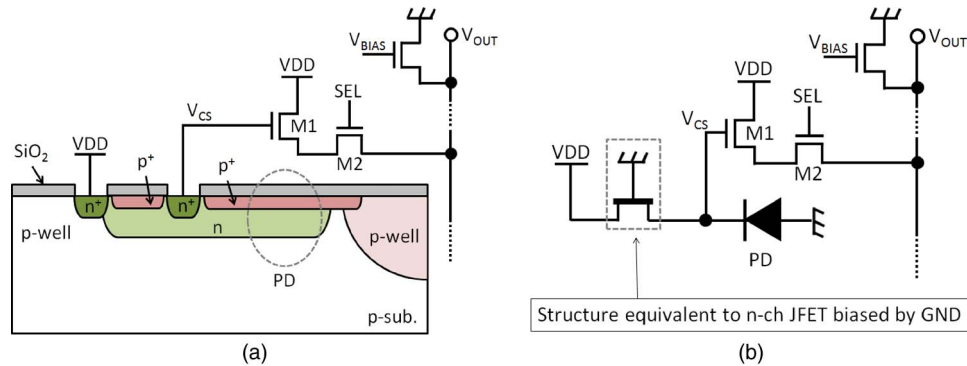 V_BIAS
V_OUT
VDD
V_CS
SEL
M1
M2
SiO₂
VDD
p⁺
p⁺
n⁺
n⁺
p-well
n
p-well
PD
p-sub.
(a)
V_BIAS
V_OUT
VDD
SEL
V_CS
M1
M2
VDD
PD
Structure equivalent to n-ch JFET biased by GND
(b)